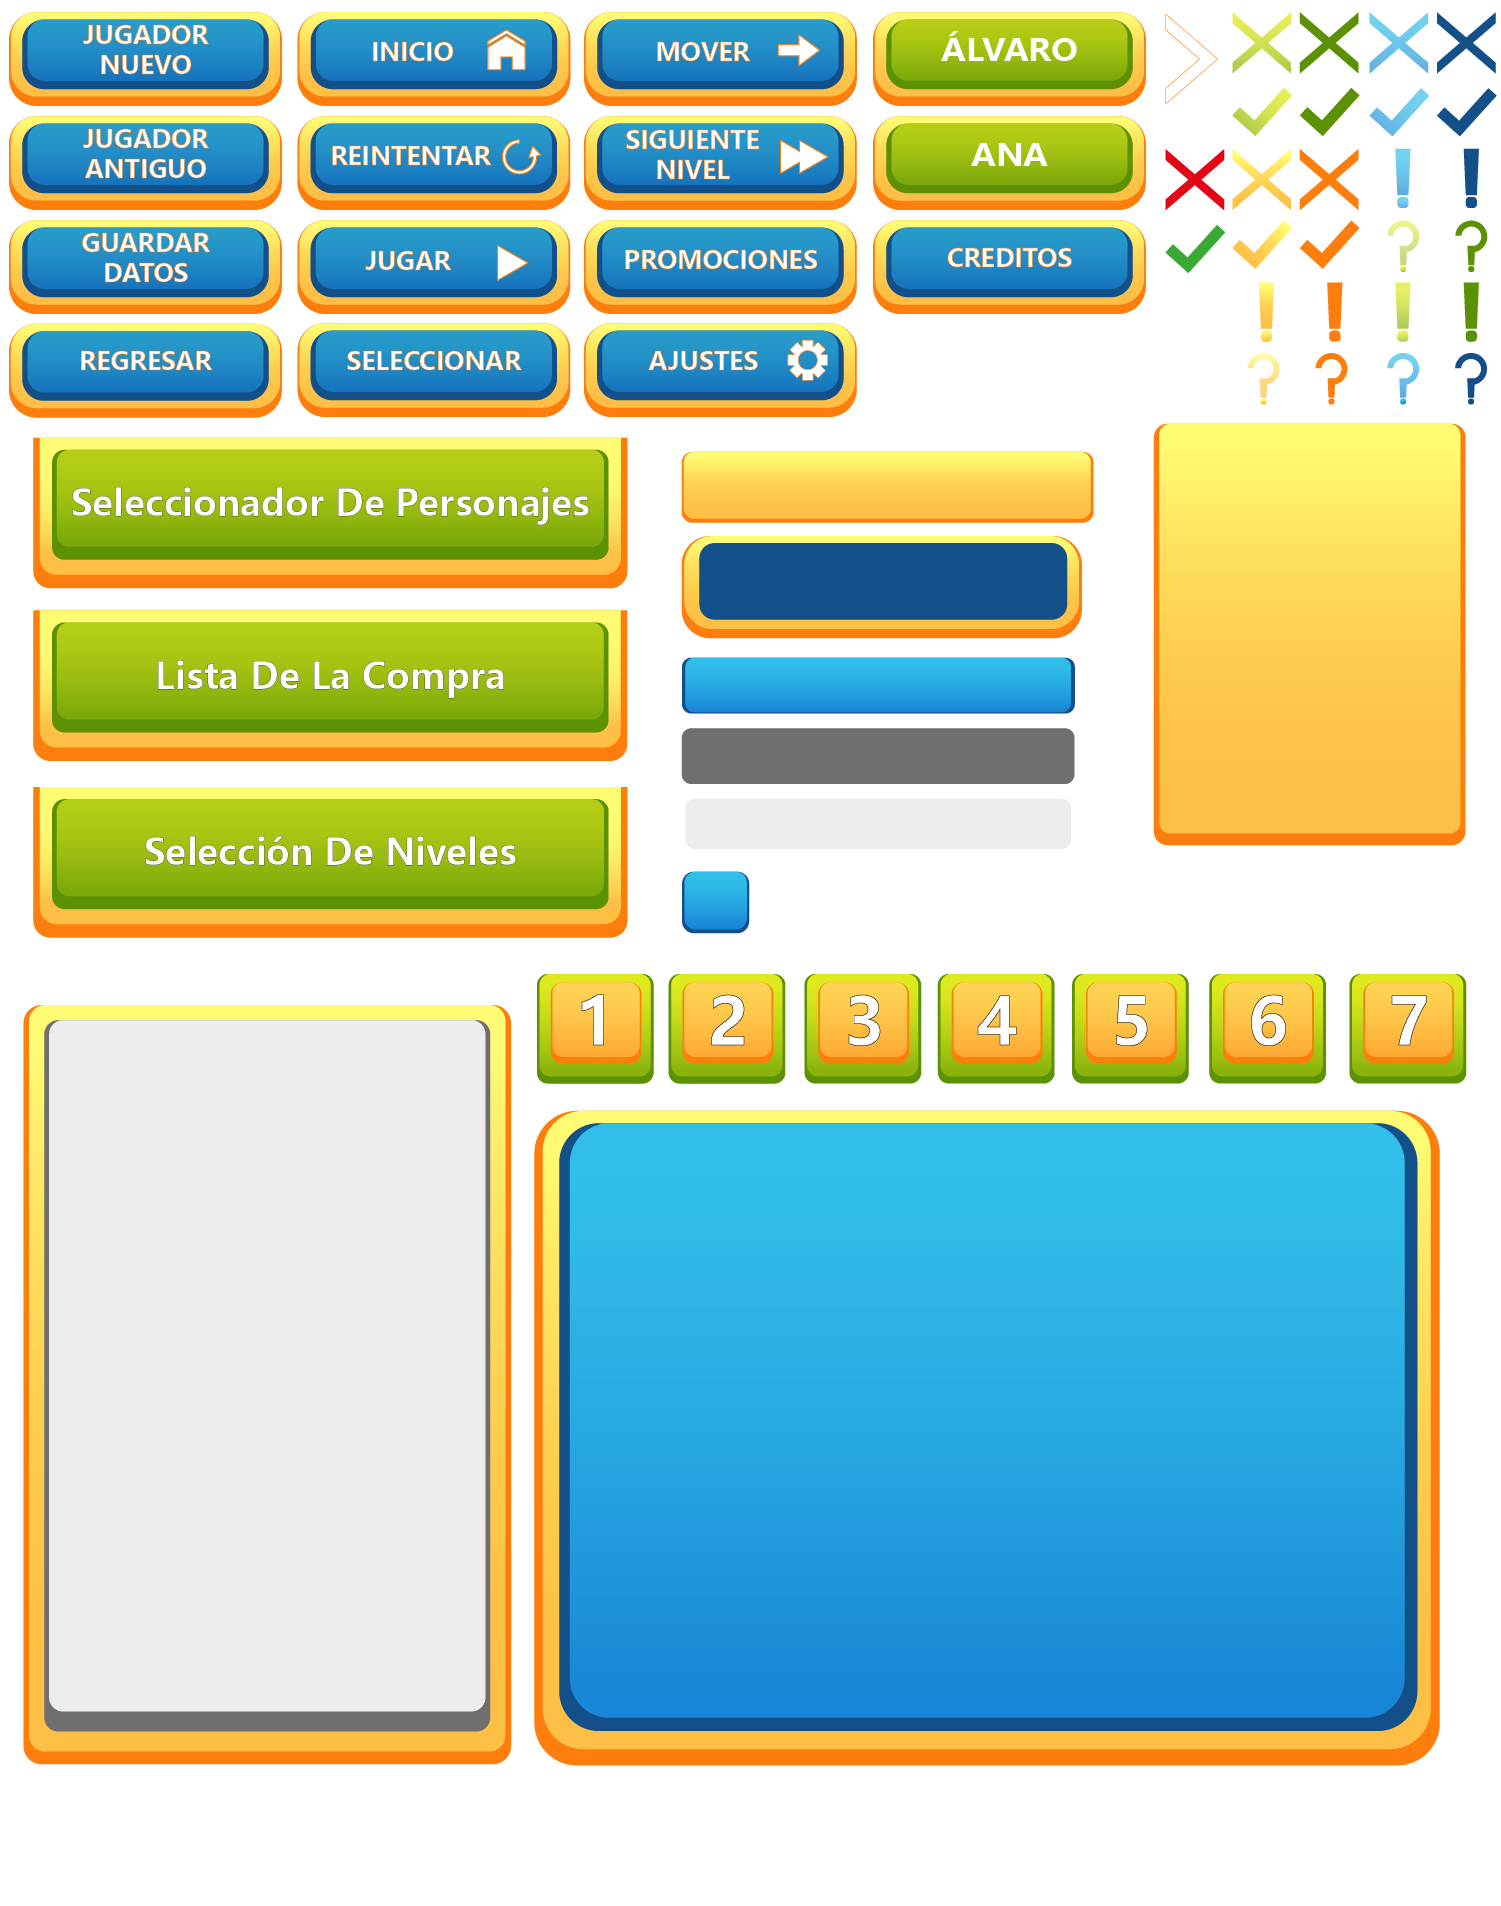 JUGADOR
NUEVO
INICIO
MOVER
ÁLVARO
JUGADOR
ANTIGUO
REINTENTAR
SIGUIENTE
NIVEL
ANA
GUARDAR
DATOS
JUGAR
PROMOCIONES
CREDITOS
REGRESAR
SELECCIONAR
AJUSTES
! !
? ?
! ! ! !
? ? ? ?
Seleccionador De Personajes
Lista De La Compra
Selección De Niveles
1 2 3 4 5 6 7